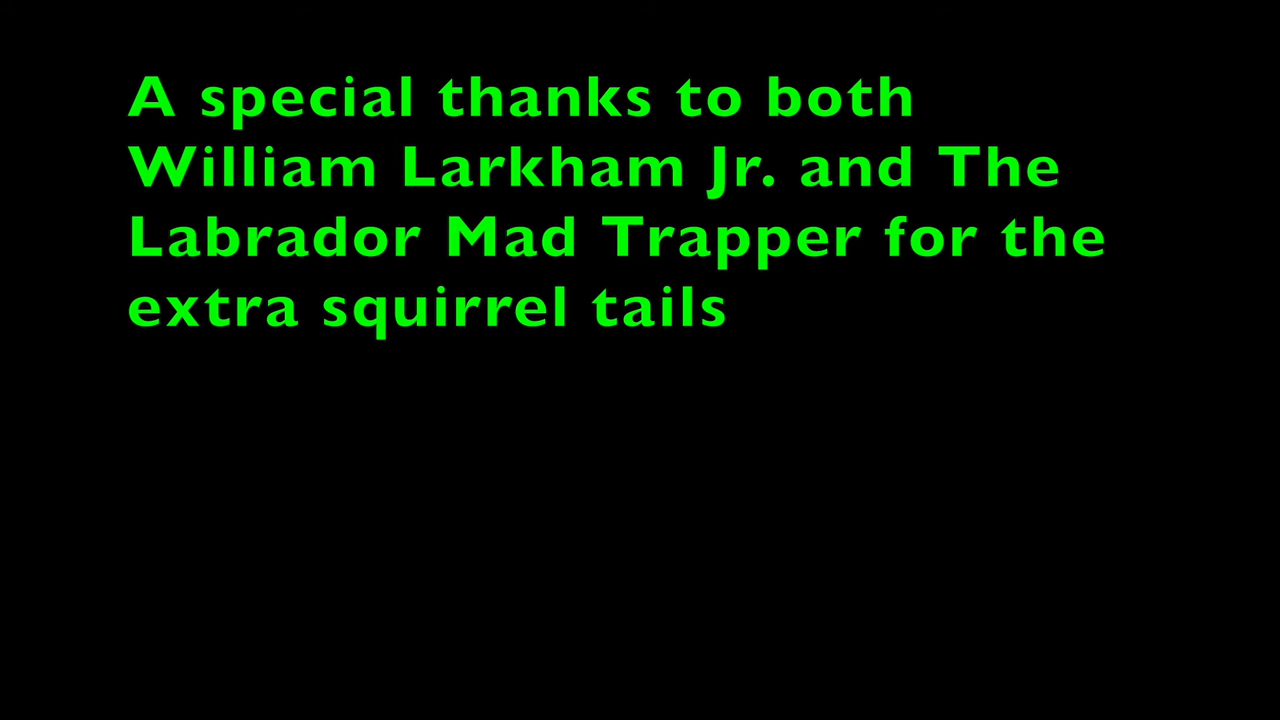 A special thanks to both
William Larkham Jr. and The
Labrador Mad Trapper for the
extra squirrel tails